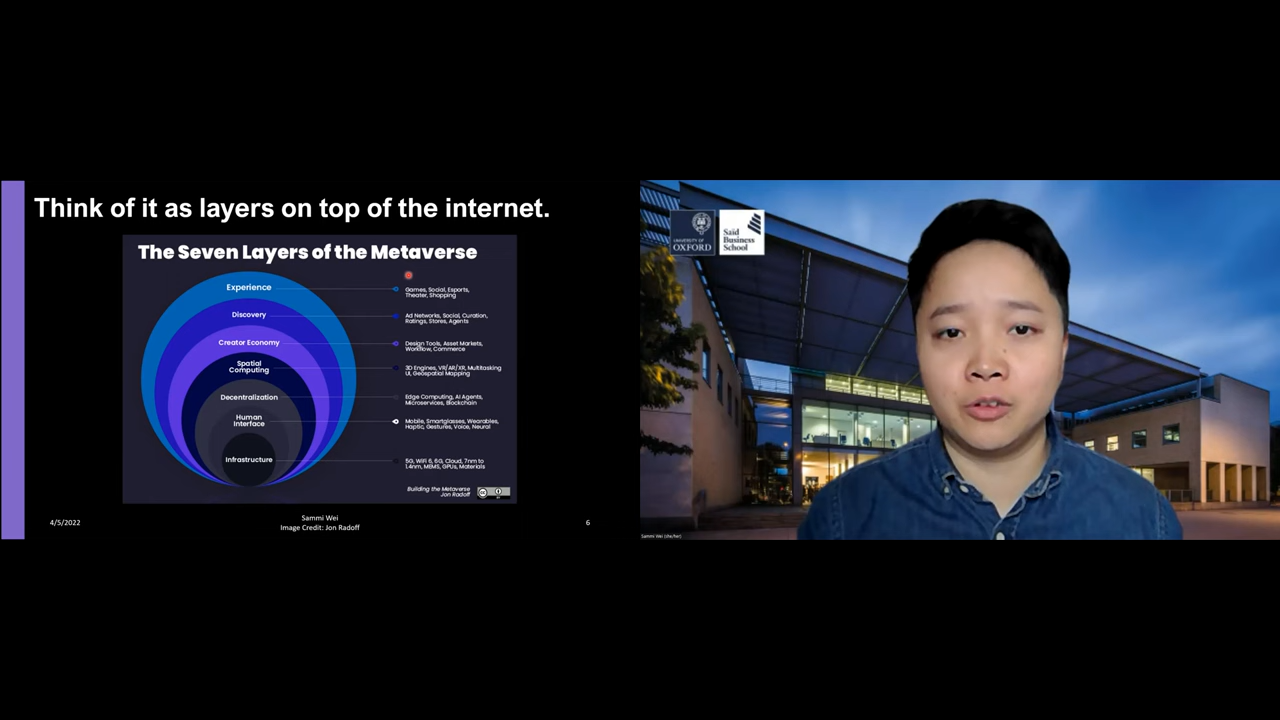 Think of it as layers on top of the internet.
The Seven Layers of the Metaverse
Experience
Games, Social, Esports,
Theater, Shopping
Discovery
Ad Networks, Social, Curation,
Ratings, Stores, Agents
Creator Economy
Design Tools, Asset Markets,
Workflow, Commerce
Spatial
Computing
3D Engines, VR/AR/XR, Multitasking
UI, Geospatial Mapping
Decentralization
Edge Computing, AI Agents,
Microservices, Blockchain
Human
Interface
Mobile, Smartglasses, Wearables,
Haptic, Gestures, Voice, Neural
Infrastructure
5G, WiFi 6, 6G, Cloud, 7nm to
1.4nm, MEMS, GPUs, Materials
Building the Metaverse
Jon Radoff
4/5/2022
Sammi Wei
Image Credit: Jon Radoff
6
UNIVERSITY OF
OXFORD
Saïd
Business
School
Sammi Wei (she/her)